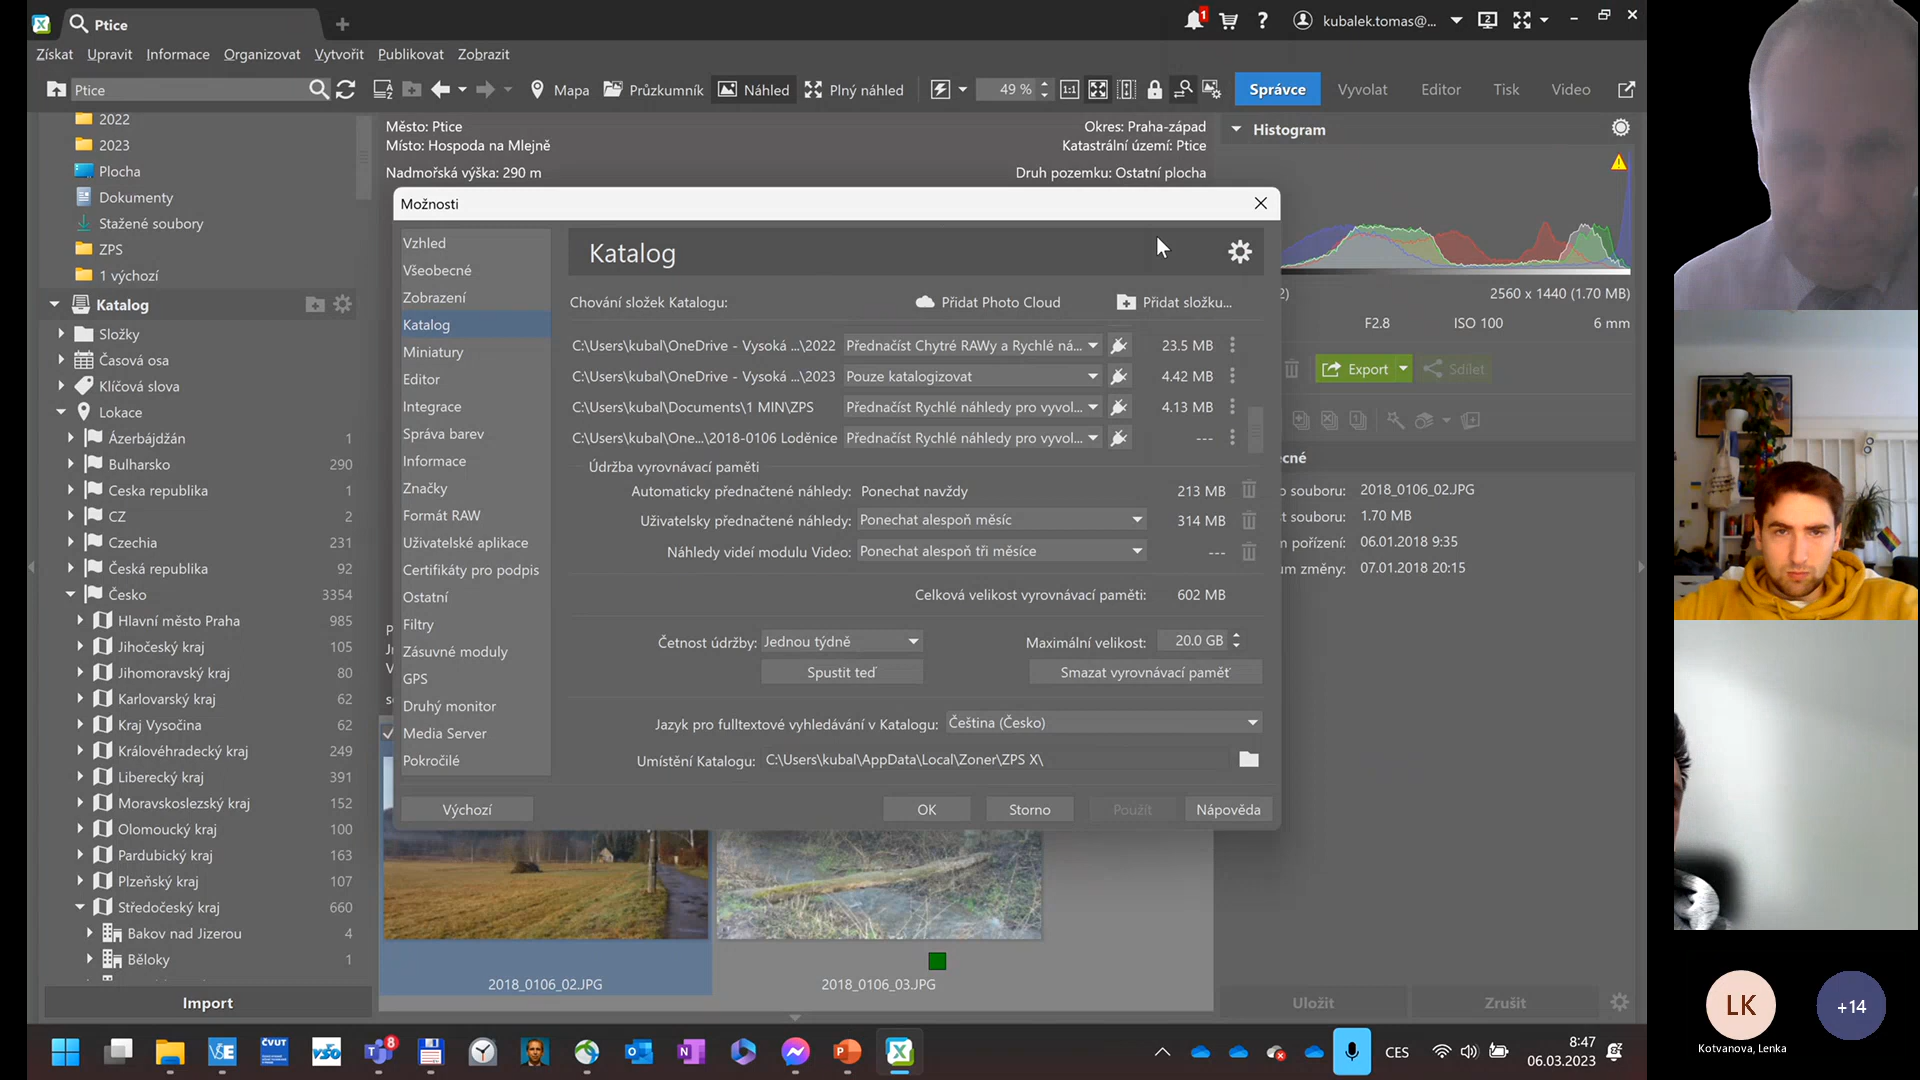 Ptice
1
kubalek.tomas@...
2
Získat Upravit Informace Organizovat Vytvořit Publikovat Zobrazit
Ptice
Mapa
Průzkumník
Náhled
Plný náhled
49 %
1:1
Správce
Vyvolat
Editor
Tisk
Video
2022
2023
Plocha
Dokumenty
Stažené soubory
ZPS
1 výchozí
Katalog
Složky
Časová osa
Klíčová slova
Lokace
Ázerbájdžán 1
Bulharsko 290
Ceska republika 1
CZ 2
Czechia 231
Česká republika 92
Česko 3354
Hlavní město Praha 985
Jihočeský kraj 105
Jihomoravský kraj 80
Karlovarský kraj 62
Kraj Vysočina 62
Královéhradecký kraj 249
Liberecký kraj 391
Moravskoslezský kraj 152
Olomoucký kraj 100
Pardubický kraj 163
Plzeňský kraj 107
Středočeský kraj 660
Bakov nad Jizerou 4
Běloky 1
Import
Město: Ptice
Místo: Hospoda na Mlejně
Nadmořská výška: 290 m
Okres: Praha-západ
Katastrální území: Ptice
Druh pozemku: Ostatní plocha
Možnosti
Vzhled
Všeobecné
Zobrazení
Katalog
Miniatury
Editor
Integrace
Správa barev
Informace
Značky
Formát RAW
Uživatelské aplikace
Certifikáty pro podpis
Ostatní
Filtry
Zásuvné moduly
GPS
Druhý monitor
Media Server
Pokročilé
Katalog
Chování složek Katalogu:
Přidat Photo Cloud
Přidat složku...
C:\Users\kubal\OneDrive - Vysoká ...\2022 Přednačíst Chytré RAWy a Rychlé ná... 23.5 MB
C:\Users\kubal\OneDrive - Vysoká ...\2023 Pouze katalogizovat 4.42 MB
C:\Users\kubal\Documents\1 MIN\ZPS Přednačíst Rychlé náhledy pro vyvol... 4.13 MB
C:\Users\kubal\One...\2018-0106 Loděnice Přednačíst Rychlé náhledy pro vyvol... ---
Údržba vyrovnávací paměti
Automaticky přednačtené náhledy: Ponechat navždy 213 MB
Uživatelsky přednačtené náhledy: Ponechat alespoň měsíc 314 MB
Náhledy videí modulu Video: Ponechat alespoň tři měsíce ---
Celková velikost vyrovnávací paměti: 602 MB
Četnost údržby: Jednou týdně
Maximální velikost: 20.0 GB
Spustit teď
Smazat vyrovnávací paměť
Jazyk pro fulltextové vyhledávání v Katalogu: Čeština (Česko)
Umístění Katalogu: C:\Users\kubal\AppData\Local\Zoner\ZPS X\
Výchozí
OK
Storno
Použít
Nápověda
2018_0106_02.JPG
2018_0106_03.JPG
Histogram
2) 2560 x 1440 (1.70 MB)
F2.8 ISO 100 6 mm
Export
Sdílet
cné
o souboru: 2018_0106_02.JPG
t souboru: 1.70 MB
m pořízení: 06.01.2018 9:35
um změny: 07.01.2018 20:15
Uložit
Zrušit
8
CES
8:47
06.03.2023
LK
+14
Kotvanova, Lenka